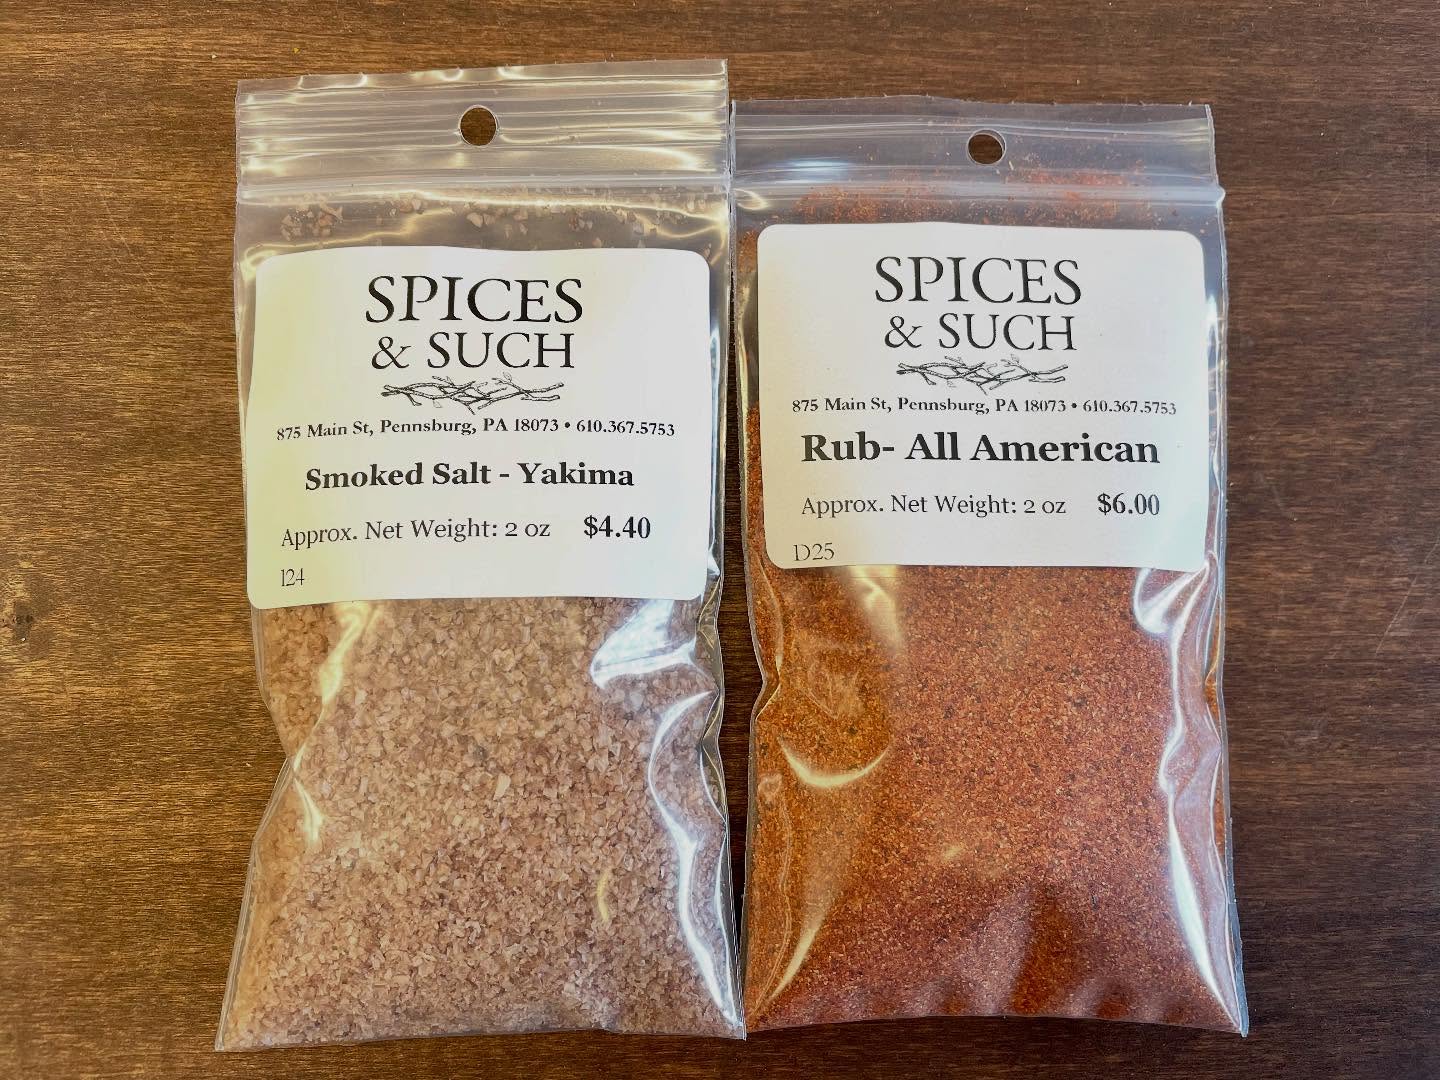 SPICES
& SUCH
875 Main St, Pennsburg, PA 18073 • 610.367.5753
Smoked Salt - Yakima
Approx. Net Weight: 2 oz $4.40
124
SPICES
& SUCH
875 Main St, Pennsburg, PA 18073 • 610.367.5753
Rub- All American
Approx. Net Weight: 2 oz $6.00
D25